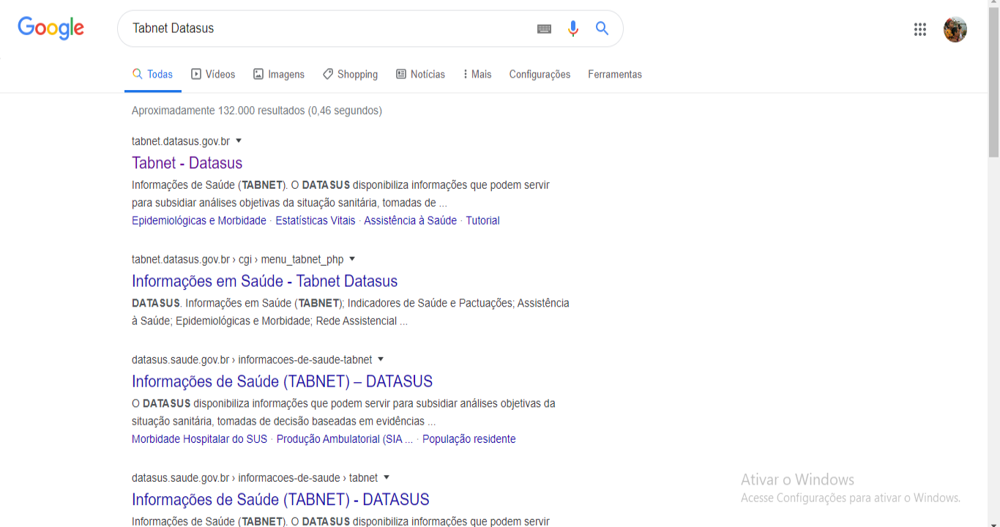 Google
Tabnet Datasus
Todas Vídeos Imagens Shopping Notícias Mais Configurações Ferramentas
Aproximadamente 132.000 resultados (0,46 segundos)
tabnet.datasus.gov.br
Tabnet - Datasus
Informações de Saúde (TABNET). O DATASUS disponibiliza informações que podem servir
para subsidiar análises objetivas da situação sanitária, tomadas de ...
Epidemiológicas e Morbidade · Estatísticas Vitais · Assistência à Saúde · Tutorial
tabnet.datasus.gov.br › cgi › menu_tabnet_php
Informações em Saúde - Tabnet Datasus
DATASUS. Informações em Saúde (TABNET); Indicadores de Saúde e Pactuações; Assistência
à Saúde; Epidemiológicas e Morbidade; Rede Assistencial ...
datasus.saude.gov.br › informacoes-de-saude-tabnet
Informações de Saúde (TABNET) – DATASUS
O DATASUS disponibiliza informações que podem servir para subsidiar análises objetivas da
situação sanitária, tomadas de decisão baseadas em evidências ...
Morbidade Hospitalar do SUS · Produção Ambulatorial (SIA ... · População residente
datasus.saude.gov.br › informacoes-de-saude › tabnet
Informações de Saúde (TABNET) - DATASUS
Informações de Saúde (TABNET). O DATASUS disponibiliza informações que podem servir
Ativar o Windows
Acesse Configurações para ativar o Windows.